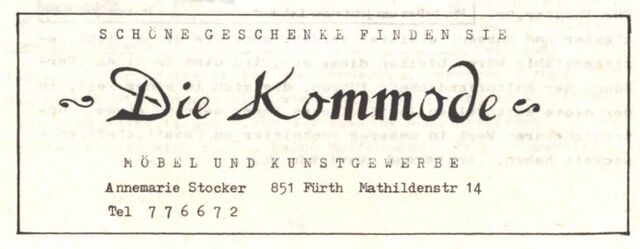 SCHÖNE GESCHENKE FINDEN SIE
~ Die Kommode ~
MÖBEL UND KUNSTGEWERBE
Annemarie Stocker 851 Fürth Mathildenstr 14
Tel 776672